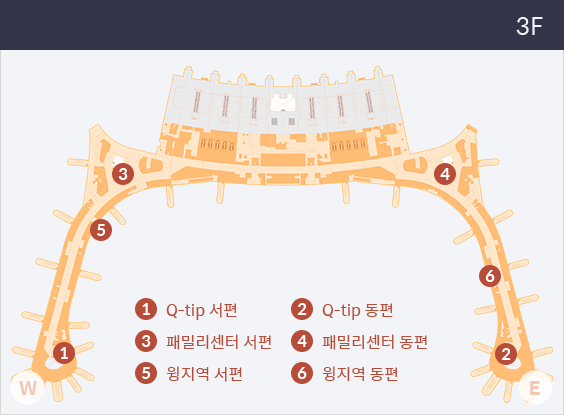 3F
3
4
5
6
1
2
W
E
1 Q-tip 서편
2 Q-tip 동편
3 패밀리센터 서편
4 패밀리센터 동편
5 윙지역 서편
6 윙지역 동편